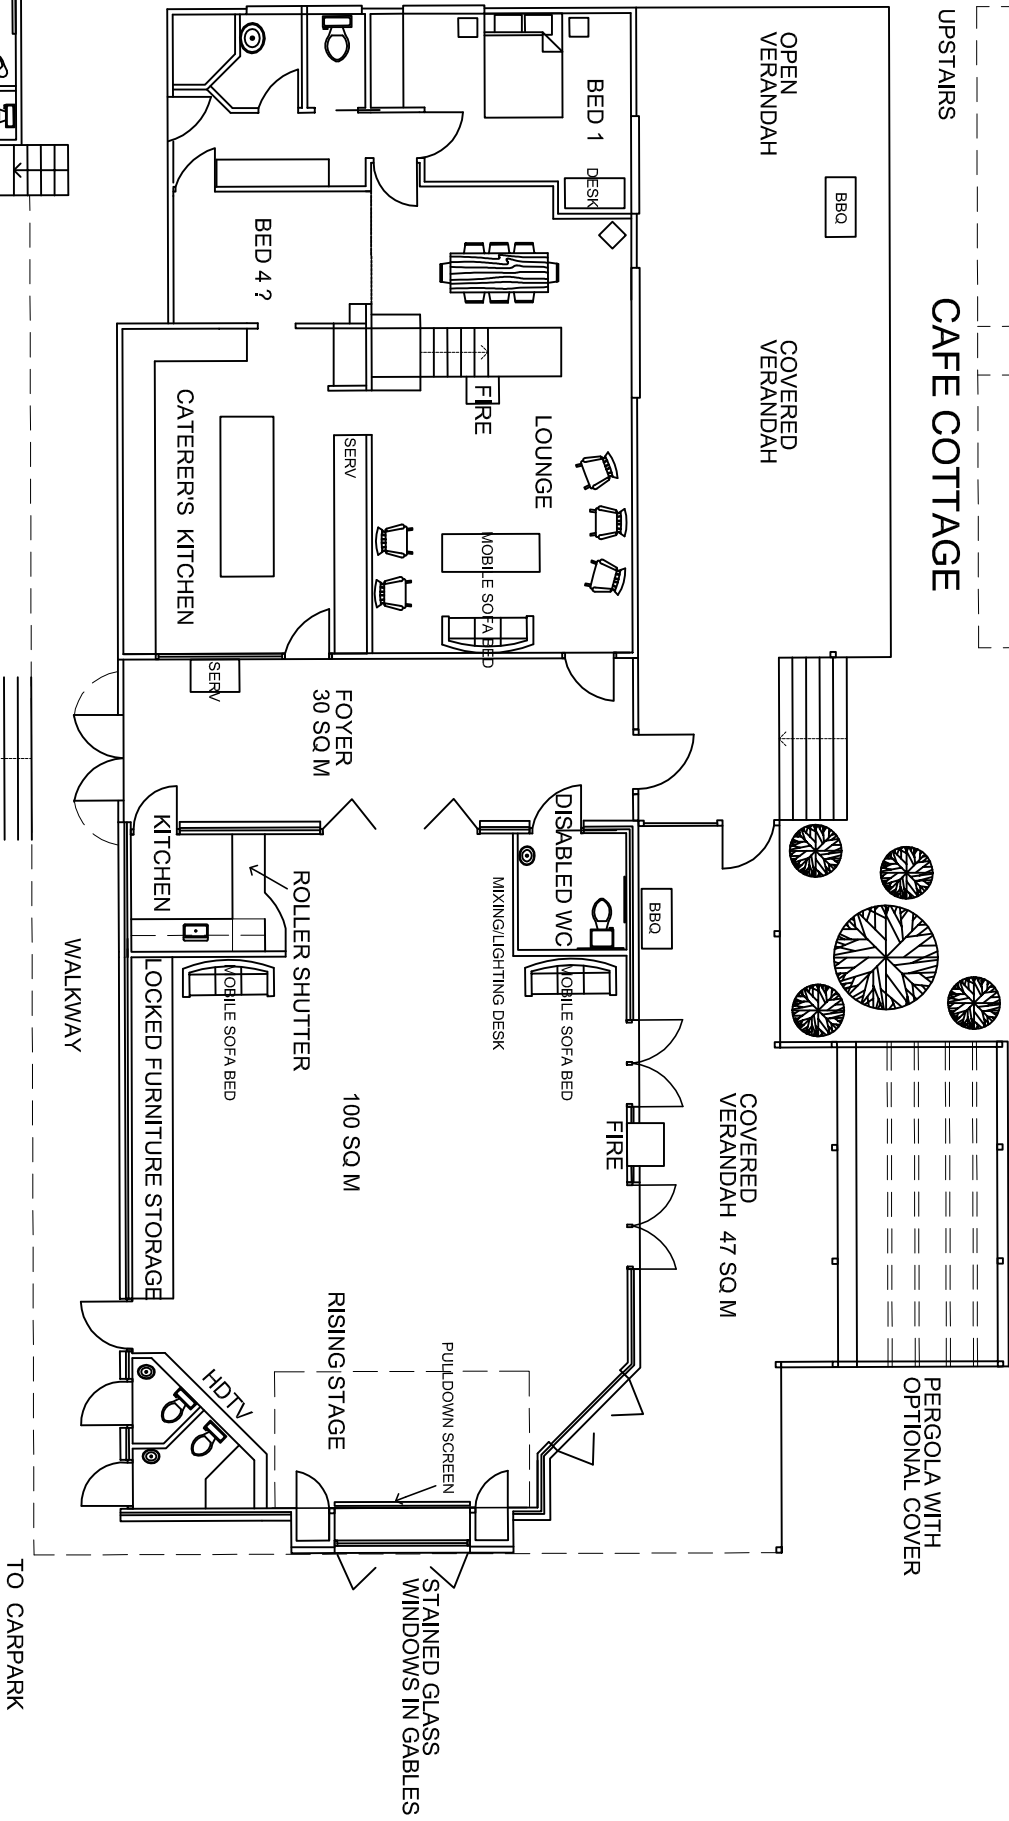 UPSTAIRS
CAFE COTTAGE
OPEN
VERANDAH
BBQ
COVERED
VERANDAH
BED 1
DESK
BED 4 ?
FIRE
LOUNGE
SERV
CATERER'S KITCHEN
MOBILE SOFA BED
SERV
FOYER
30 SQ M
DISABLED WC
KITCHEN
BBQ
ROLLER SHUTTER
MIXING/LIGHTING DESK
MOBILE SOFA BED
MOBILE SOFA BED
WALKWAY
LOCKED FURNITURE STORAGE
100 SQ M
FIRE
COVERED
VERANDAH 47 SQ M
RISING STAGE
PULLDOWN SCREEN
HDTV
PERGOLA WITH
OPTIONAL COVER
STAINED GLASS
WINDOWS IN GABLES
TO CARPARK